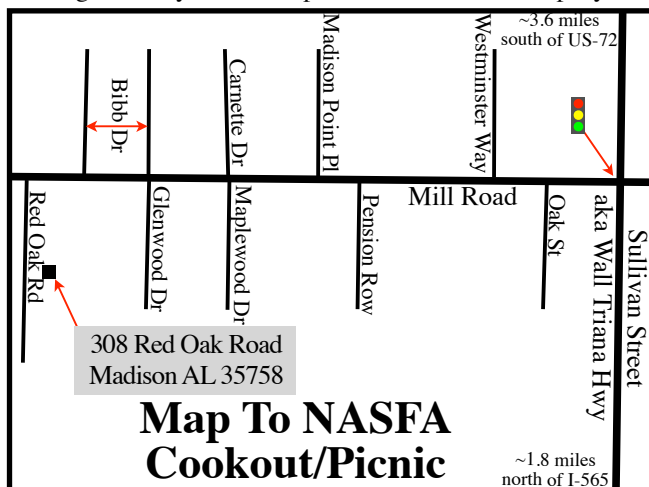 ~3.6 miles
south of US-72
Bibb Dr
Carnette Dr
Madison Point Pl
Westminster Way
Mill Road
Red Oak Rd
Glenwood Dr
Maplewood Dr
Pension Row
Oak St
aka Wall Triana Hwy
Sullivan Street
308 Red Oak Road
Madison AL 35758
Map To NASFA
Cookout/Picnic
~1.8 miles
north of I-565